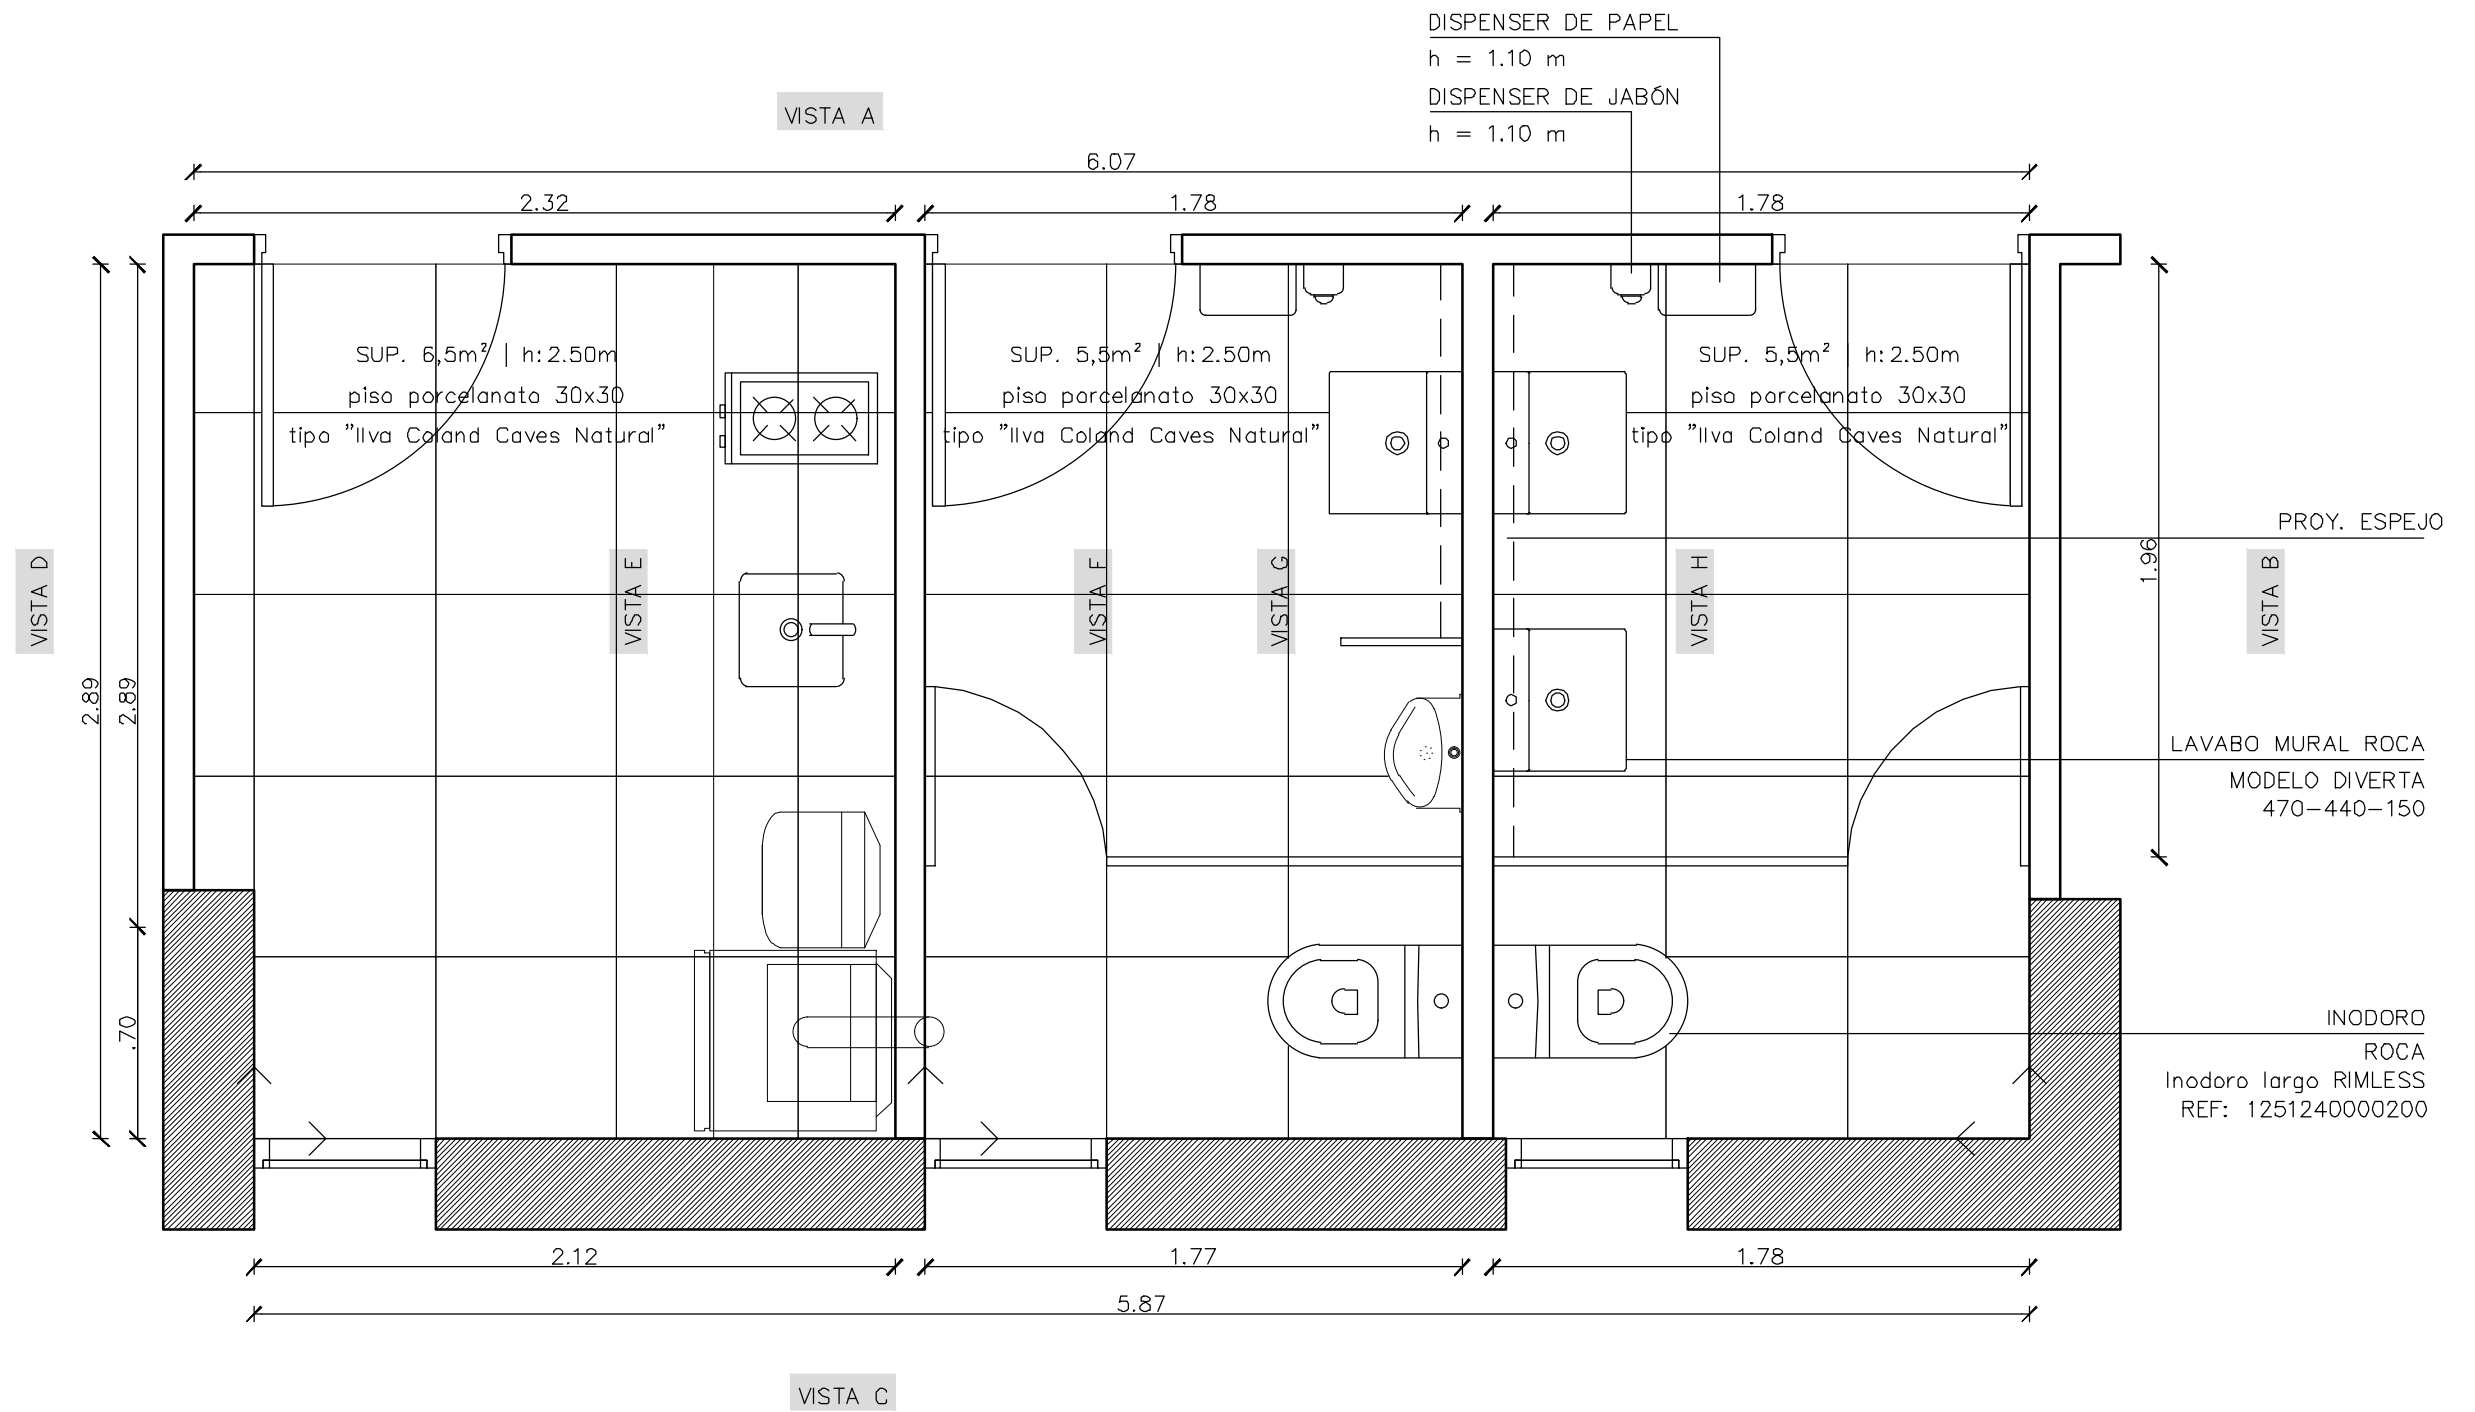 DISPENSER DE PAPEL
h = 1.10 m
DISPENSER DE JABÓN
h = 1.10 m
VISTA A
6.07
2.32
1.78
1.78
SUP. 6,5m² | h:2.50m
piso porcelanato 30x30
tipo "Ilva Coland Caves Natural"
SUP. 5,5m² | h:2.50m
piso porcelanato 30x30
tipo "Ilva Coland Caves Natural"
SUP. 5,5m² | h:2.50m
piso porcelanato 30x30
tipo "Ilva Coland Caves Natural"
PROY. ESPEJO
1.96
VISTA D
VISTA E
VISTA F
VISTA G
VISTA H
VISTA B
2.89
2.89
LAVABO MURAL ROCA
MODELO DIVERTA
470-440-150
.70
INODORO
ROCA
Inodoro largo RIMLESS
REF: 1251240000200
2.12
1.77
1.78
5.87
VISTA C